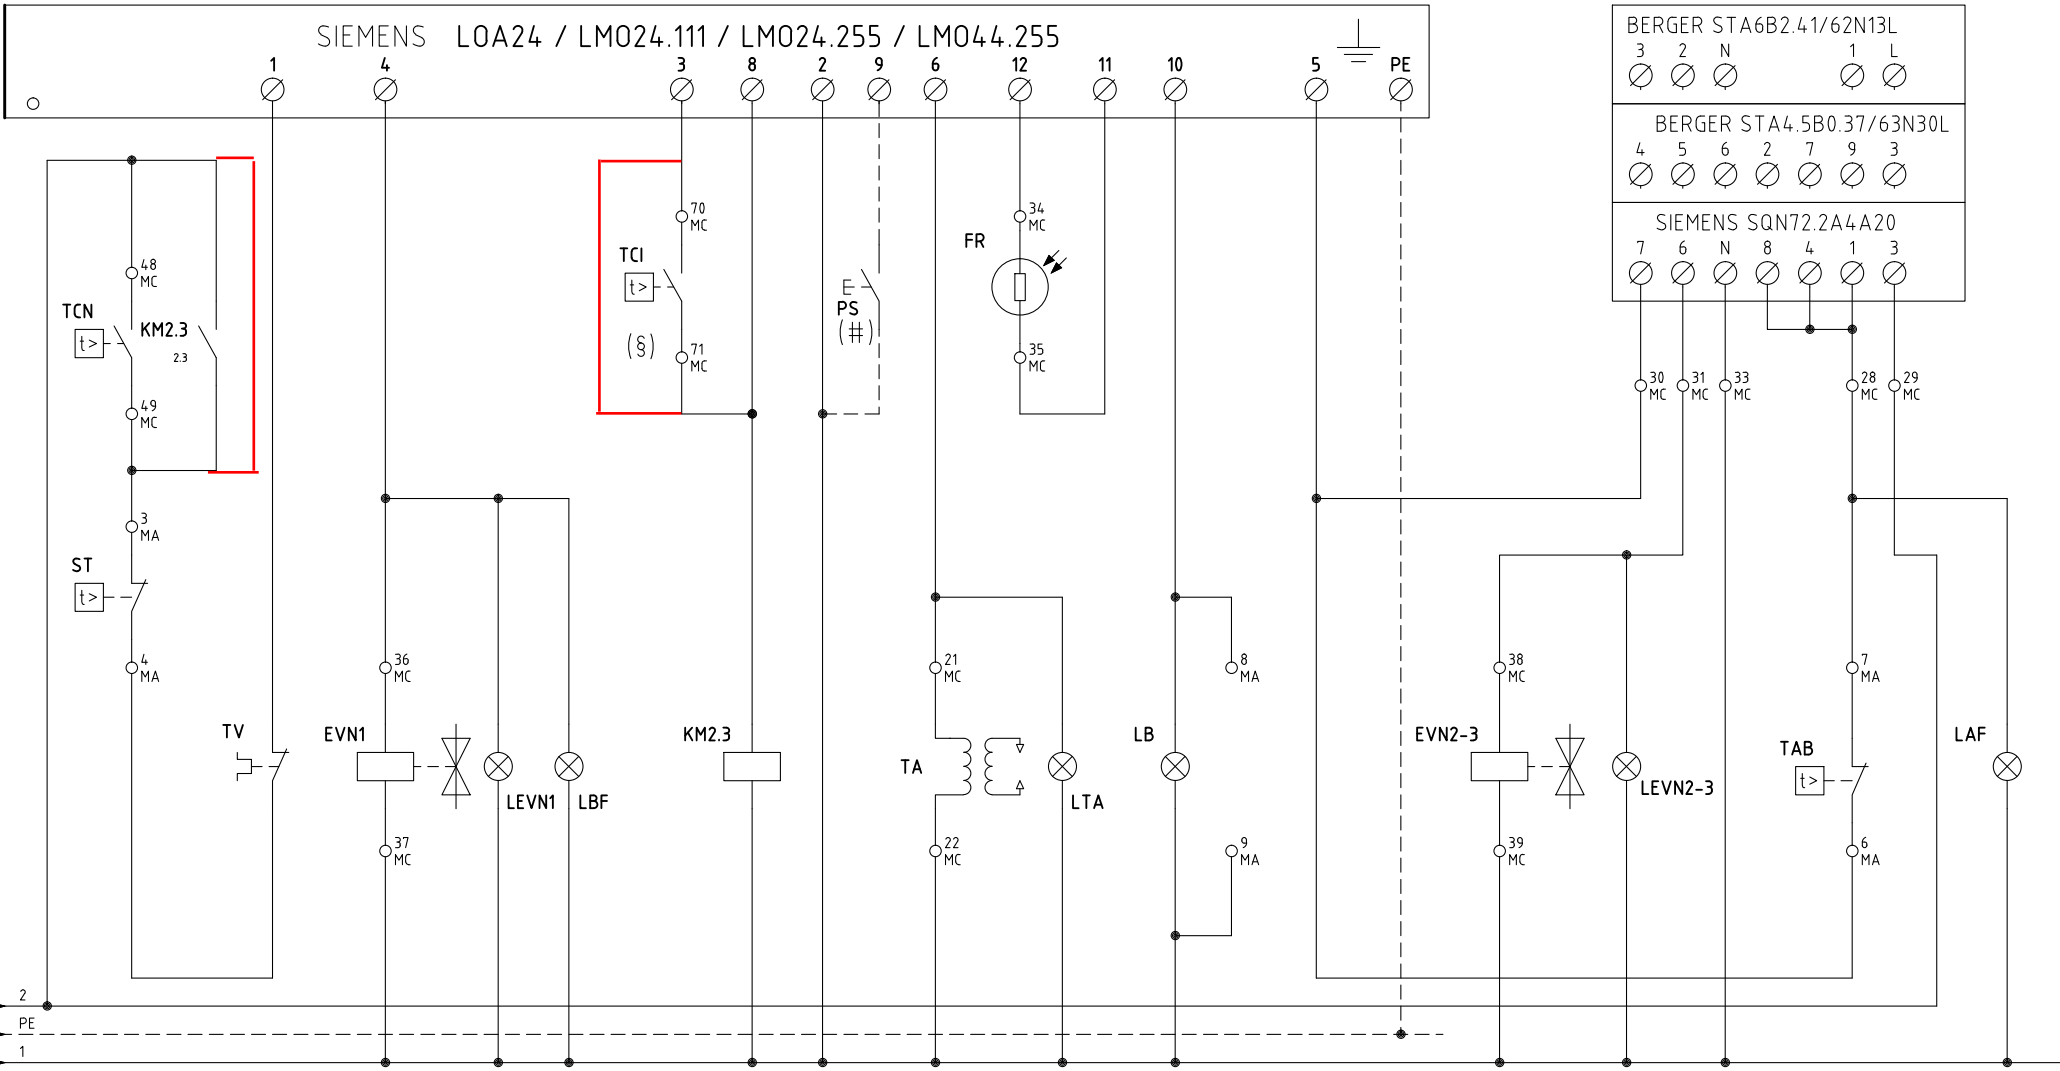 SIEMENS LOA24 / LMO24.111 / LMO24.255 / LMO44.255
1 4 3 8 2 9 6 12 11 10 5 PE
BERGER STA6B2.41/62N13L
3 2 N 1 L
BERGER STA4.5B0.37/63N30L
4 5 6 2 7 9 3
SIEMENS SQN72.2A4A20
7 6 N 8 4 1 3
48
MC
TCN
t>
KM2.3
2.3
49
MC
3
MA
ST
t>
4
MA
TV
36
MC
EVN1
37
MC
LEVN1
LBF
70
MC
TCI
t>
(§)
71
MC
KM2.3
E
PS
(#)
34
MC
FR
35
MC
21
MC
TA
22
MC
LTA
LB
8
MA
9
MA
30
MC
31
MC
33
MC
28
MC
29
MC
38
MC
EVN2-3
39
MC
LEVN2-3
7
MA
TAB
t>
6
MA
LAF
2
PE
1